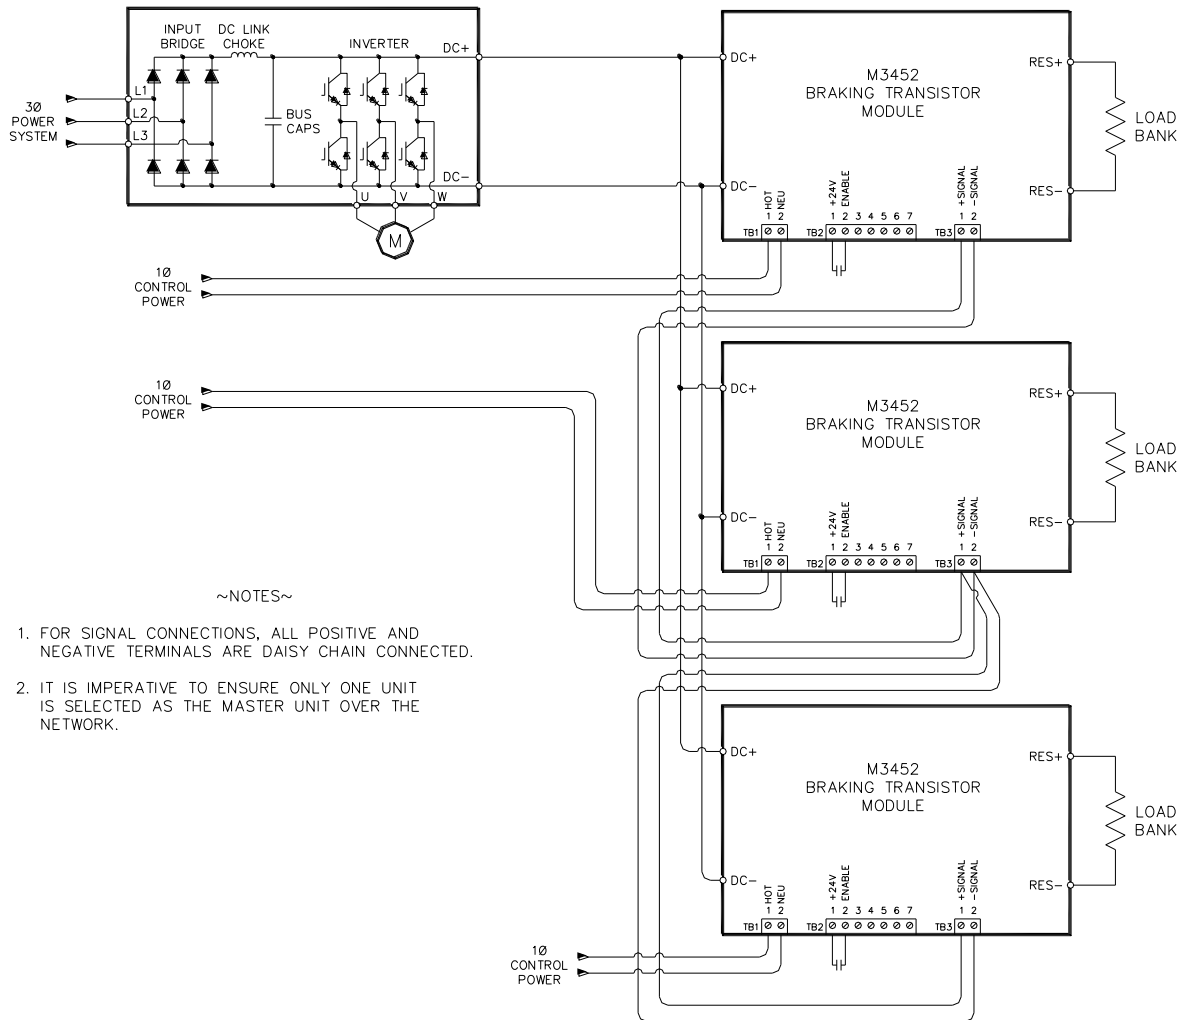 INPUT BRIDGE
DC LINK CHOKE
INVERTER
DC+
L1
L2
L3
3Ø
POWER
SYSTEM
BUS
CAPS
DC-
U V W
M
DC+
M3452
BRAKING TRANSISTOR
MODULE
RES+
LOAD
BANK
DC-
RES-
HOT
NEU
+24V
ENABLE
+SIGNAL
-SIGNAL
TB1 1 2
TB2 1 2 3 4 5 6 7
TB3 1 2
1Ø
CONTROL
POWER
DC+
M3452
BRAKING TRANSISTOR
MODULE
RES+
LOAD
BANK
DC-
RES-
HOT
NEU
+24V
ENABLE
+SIGNAL
-SIGNAL
TB1 1 2
TB2 1 2 3 4 5 6 7
TB3 1 2
1Ø
CONTROL
POWER
~NOTES~
1. FOR SIGNAL CONNECTIONS, ALL POSITIVE AND
NEGATIVE TERMINALS ARE DAISY CHAIN CONNECTED.
2. IT IS IMPERATIVE TO ENSURE ONLY ONE UNIT
IS SELECTED AS THE MASTER UNIT OVER THE
NETWORK.
DC+
M3452
BRAKING TRANSISTOR
MODULE
RES+
LOAD
BANK
DC-
RES-
HOT
NEU
+24V
ENABLE
+SIGNAL
-SIGNAL
TB1 1 2
TB2 1 2 3 4 5 6 7
TB3 1 2
1Ø
CONTROL
POWER